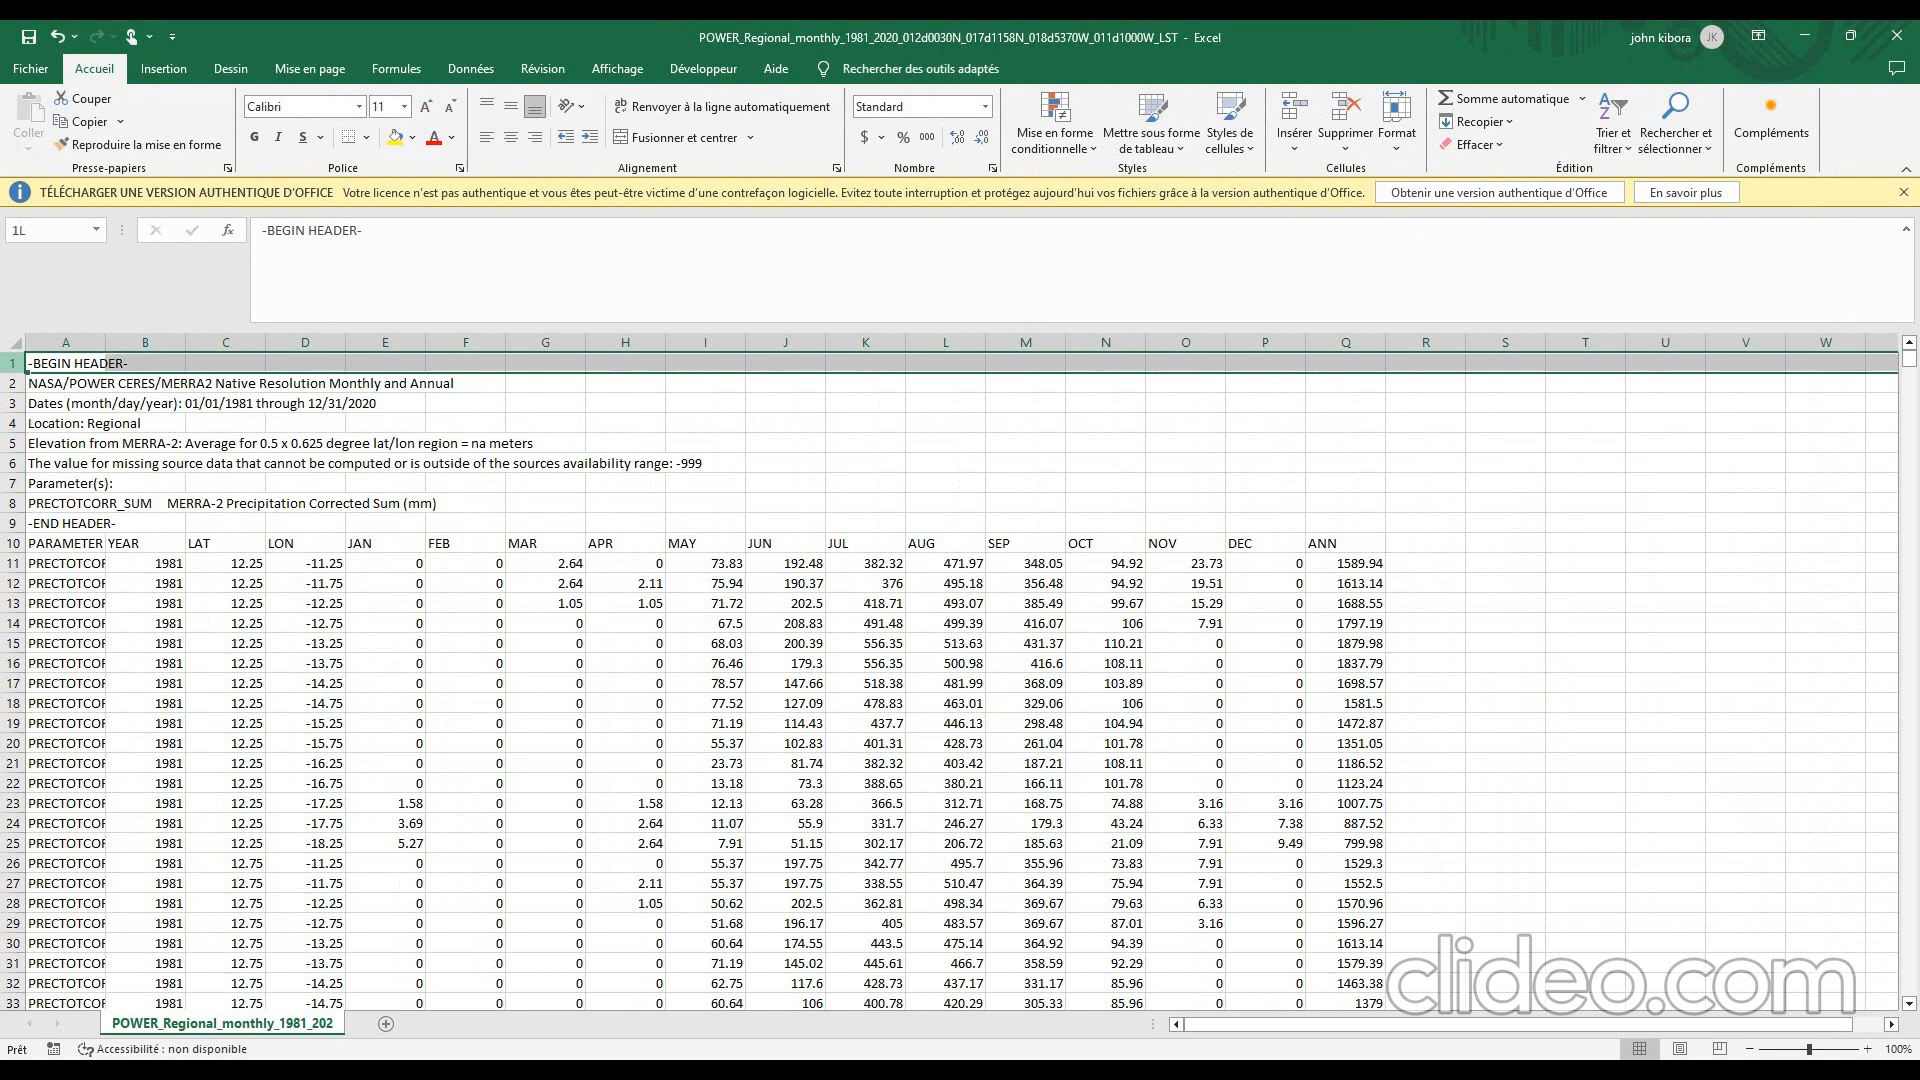 POWER_Regional_monthly_1981_2020_012d0030N_017d1158N_018d5370W_011d1000W_LST - Excel
john kibora JK
Fichier Accueil Insertion Dessin Mise en page Formules Données Révision Affichage Développeur Aide Rechercher des outils adaptés
Coller
Couper
Copier
Reproduire la mise en forme
Presse-papiers
Calibri 11
G I S
Police
Renvoyer à la ligne automatiquement
Fusionner et centrer
Alignement
Standard
$ % 000
Nombre
Mise en forme conditionnelle
Mettre sous forme de tableau
Styles de cellules
Styles
Insérer Supprimer Format
Cellules
Somme automatique
Recopier
Effacer
Trier et filtrer
Rechercher et sélectionner
Édition
Compléments
Compléments
TÉLÉCHARGER UNE VERSION AUTHENTIQUE D'OFFICE Votre licence n'est pas authentique et vous êtes peut-être victime d'une contrefaçon logicielle. Evitez toute interruption et protégez aujourd'hui vos fichiers grâce à la version authentique d'Office. Obtenir une version authentique d'Office En savoir plus
1L fx -BEGIN HEADER-
A B C D E F G H I J K L M N O P Q R S T U V W
1 -BEGIN HEADER-
2 NASA/POWER CERES/MERRA2 Native Resolution Monthly and Annual
3 Dates (month/day/year): 01/01/1981 through 12/31/2020
4 Location: Regional
5 Elevation from MERRA-2: Average for 0.5 x 0.625 degree lat/lon region = na meters
6 The value for missing source data that cannot be computed or is outside of the sources availability range: -999
7 Parameter(s):
8 PRECTOTCORR_SUM MERRA-2 Precipitation Corrected Sum (mm)
9 -END HEADER-
10 PARAMETER YEAR LAT LON JAN FEB MAR APR MAY JUN JUL AUG SEP OCT NOV DEC ANN
11 PRECTOTCOF 1981 12.25 -11.25 0 0 2.64 0 73.83 192.48 382.32 471.97 348.05 94.92 23.73 0 1589.94
12 PRECTOTCOF 1981 12.25 -11.75 0 0 2.64 2.11 75.94 190.37 376 495.18 356.48 94.92 19.51 0 1613.14
13 PRECTOTCOF 1981 12.25 -12.25 0 0 1.05 1.05 71.72 202.5 418.71 493.07 385.49 99.67 15.29 0 1688.55
14 PRECTOTCOF 1981 12.25 -12.75 0 0 0 0 67.5 208.83 491.48 499.39 416.07 106 7.91 0 1797.19
15 PRECTOTCOF 1981 12.25 -13.25 0 0 0 0 68.03 200.39 556.35 513.63 431.37 110.21 0 0 1879.98
16 PRECTOTCOF 1981 12.25 -13.75 0 0 0 0 76.46 179.3 556.35 500.98 416.6 108.11 0 0 1837.79
17 PRECTOTCOF 1981 12.25 -14.25 0 0 0 0 78.57 147.66 518.38 481.99 368.09 103.89 0 0 1698.57
18 PRECTOTCOF 1981 12.25 -14.75 0 0 0 0 77.52 127.09 478.83 463.01 329.06 106 0 0 1581.5
19 PRECTOTCOF 1981 12.25 -15.25 0 0 0 0 71.19 114.43 437.7 446.13 298.48 104.94 0 0 1472.87
20 PRECTOTCOF 1981 12.25 -15.75 0 0 0 0 55.37 102.83 401.31 428.73 261.04 101.78 0 0 1351.05
21 PRECTOTCOF 1981 12.25 -16.25 0 0 0 0 23.73 81.74 382.32 403.42 187.21 108.11 0 0 1186.52
22 PRECTOTCOF 1981 12.25 -16.75 0 0 0 0 13.18 73.3 388.65 380.21 166.11 101.78 0 0 1123.24
23 PRECTOTCOF 1981 12.25 -17.25 1.58 0 0 1.58 12.13 63.28 366.5 312.71 168.75 74.88 3.16 3.16 1007.75
24 PRECTOTCOF 1981 12.25 -17.75 3.69 0 0 2.64 11.07 55.9 331.7 246.27 179.3 43.24 6.33 7.38 887.52
25 PRECTOTCOF 1981 12.25 -18.25 5.27 0 0 2.64 7.91 51.15 302.17 206.72 185.63 21.09 7.91 9.49 799.98
26 PRECTOTCOF 1981 12.75 -11.25 0 0 0 0 55.37 197.75 342.77 495.7 355.96 73.83 7.91 0 1529.3
27 PRECTOTCOF 1981 12.75 -11.75 0 0 0 2.11 55.37 197.75 338.55 510.47 364.39 75.94 7.91 0 1552.5
28 PRECTOTCOF 1981 12.75 -12.25 0 0 0 1.05 50.62 202.5 362.81 498.34 369.67 79.63 6.33 0 1570.96
29 PRECTOTCOF 1981 12.75 -12.75 0 0 0 0 51.68 196.17 405 483.57 369.67 87.01 3.16 0 1596.27
30 PRECTOTCOF 1981 12.75 -13.25 0 0 0 0 60.64 174.55 443.5 475.14 364.92 94.39 0 0 1613.14
31 PRECTOTCOF 1981 12.75 -13.75 0 0 0 0 71.19 145.02 445.61 466.7 358.59 92.29 0 0 1579.39
32 PRECTOTCOF 1981 12.75 -14.25 0 0 0 0 62.75 117.6 428.73 437.17 331.17 85.96 0 0 1463.38
33 PRECTOTCOF 1981 12.75 -14.75 0 0 0 0 60.64 106 400.78 420.29 305.33 85.96 0 0 1379
clideo.com
POWER_Regional_monthly_1981_202
Prêt Accessibilité : non disponible 100%